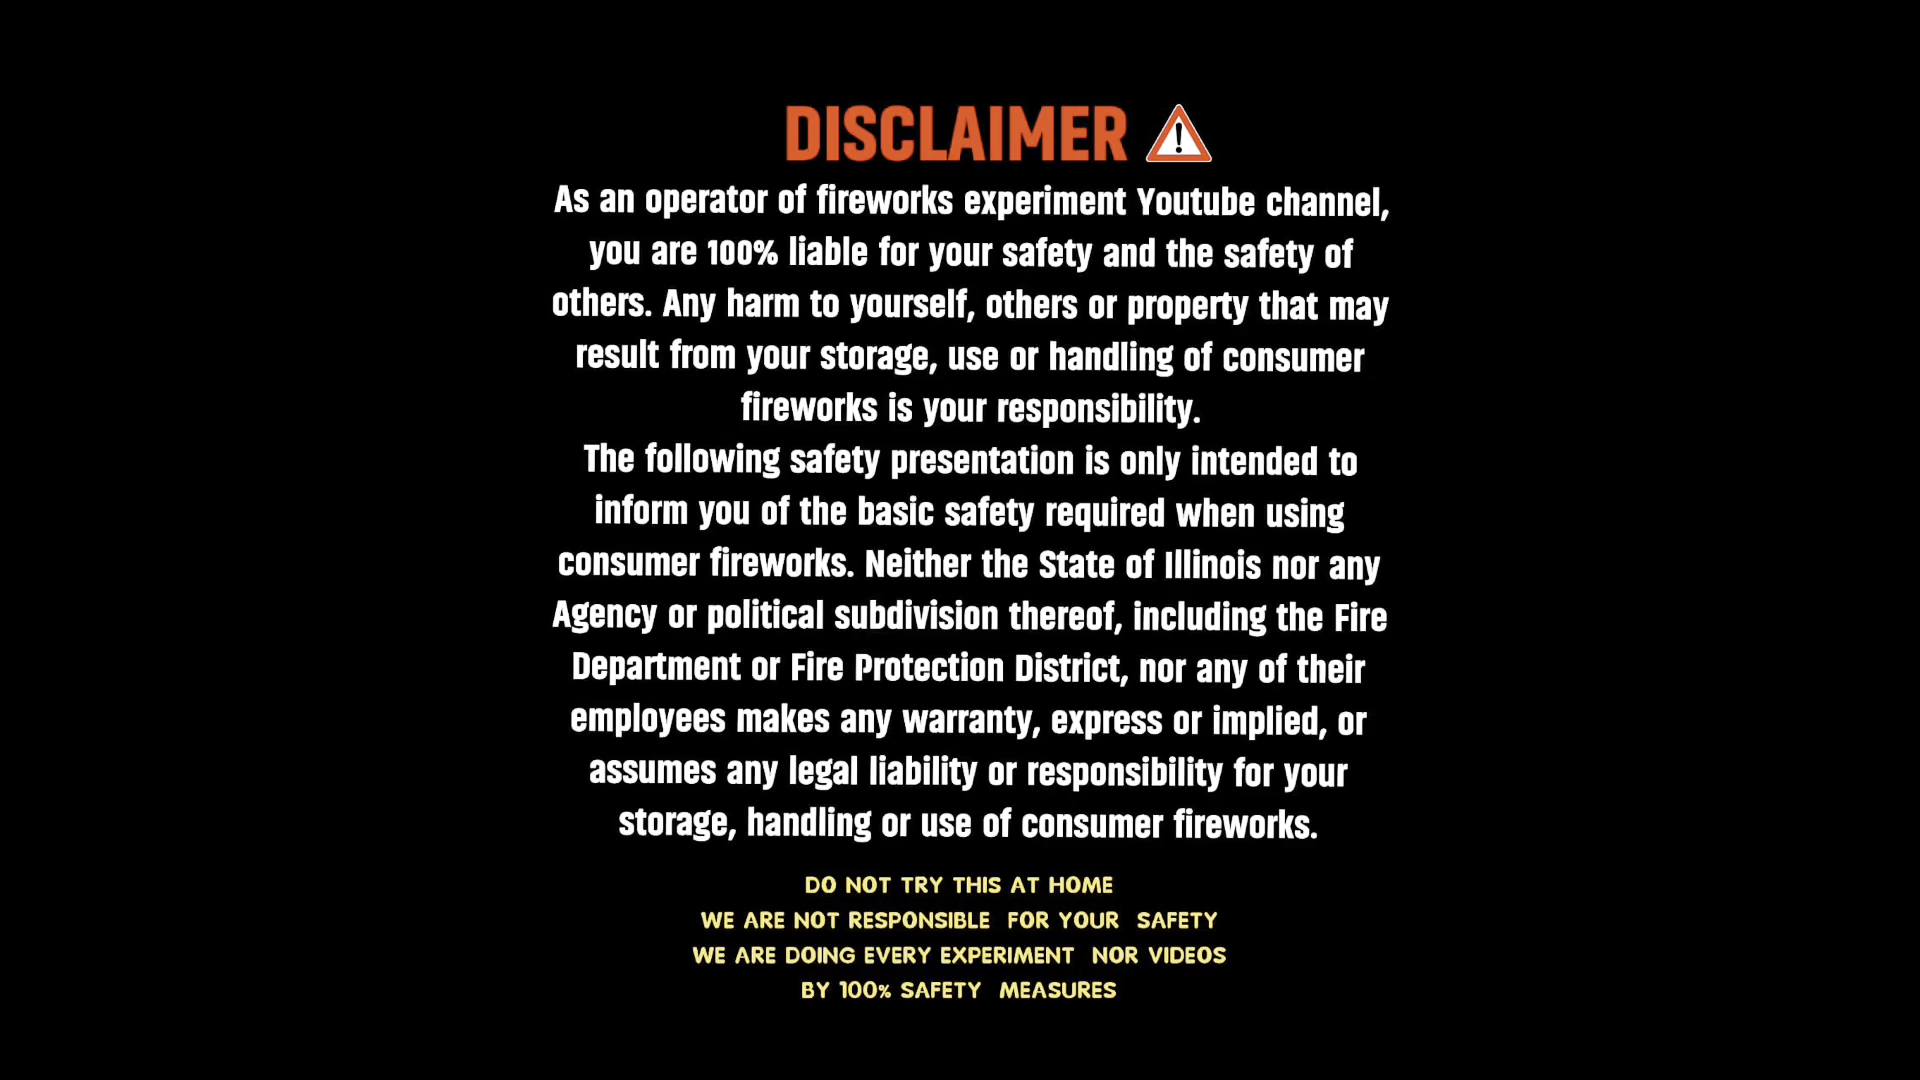 DISCLAIMER
As an operator of fireworks experiment Youtube channel,
you are 100% liable for your safety and the safety of
others. Any harm to yourself, others or property that may
result from your storage, use or handling of consumer
fireworks is your responsibility.
The following safety presentation is only intended to
inform you of the basic safety required when using
consumer fireworks. Neither the State of Illinois nor any
Agency or political subdivision thereof, including the Fire
Department or Fire Protection District, nor any of their
employees makes any warranty, express or implied, or
assumes any legal liability or responsibility for your
storage, handling or use of consumer fireworks.
DO NOT TRY THIS AT HOME
WE ARE NOT RESPONSIBLE FOR YOUR SAFETY
WE ARE DOING EVERY EXPERIMENT NOR VIDEOS
BY 100% SAFETY MEASURES